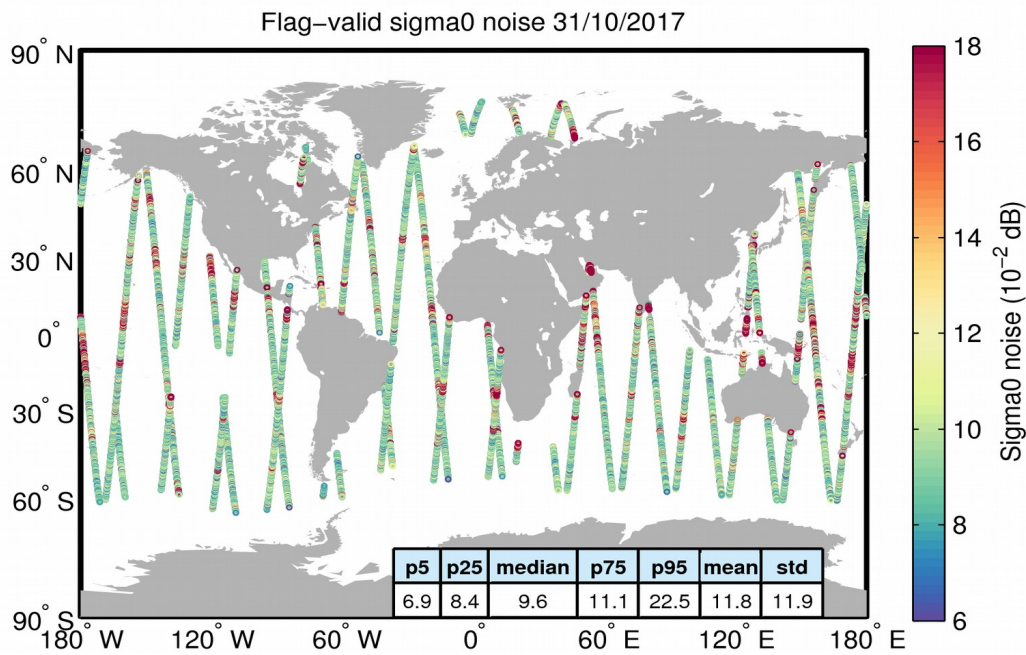 Flag-valid sigma0 noise 31/10/2017
90° N
60° N
30° N
0°
30° S
60° S
90° S
180° W 120° W 60° W 0° 60° E 120° E 180° E
p5 p25 median p75 p95 mean std
6.9 8.4 9.6 11.1 22.5 11.8 11.9
18
16
14
12
10
8
6
Sigma0 noise (10⁻² dB)